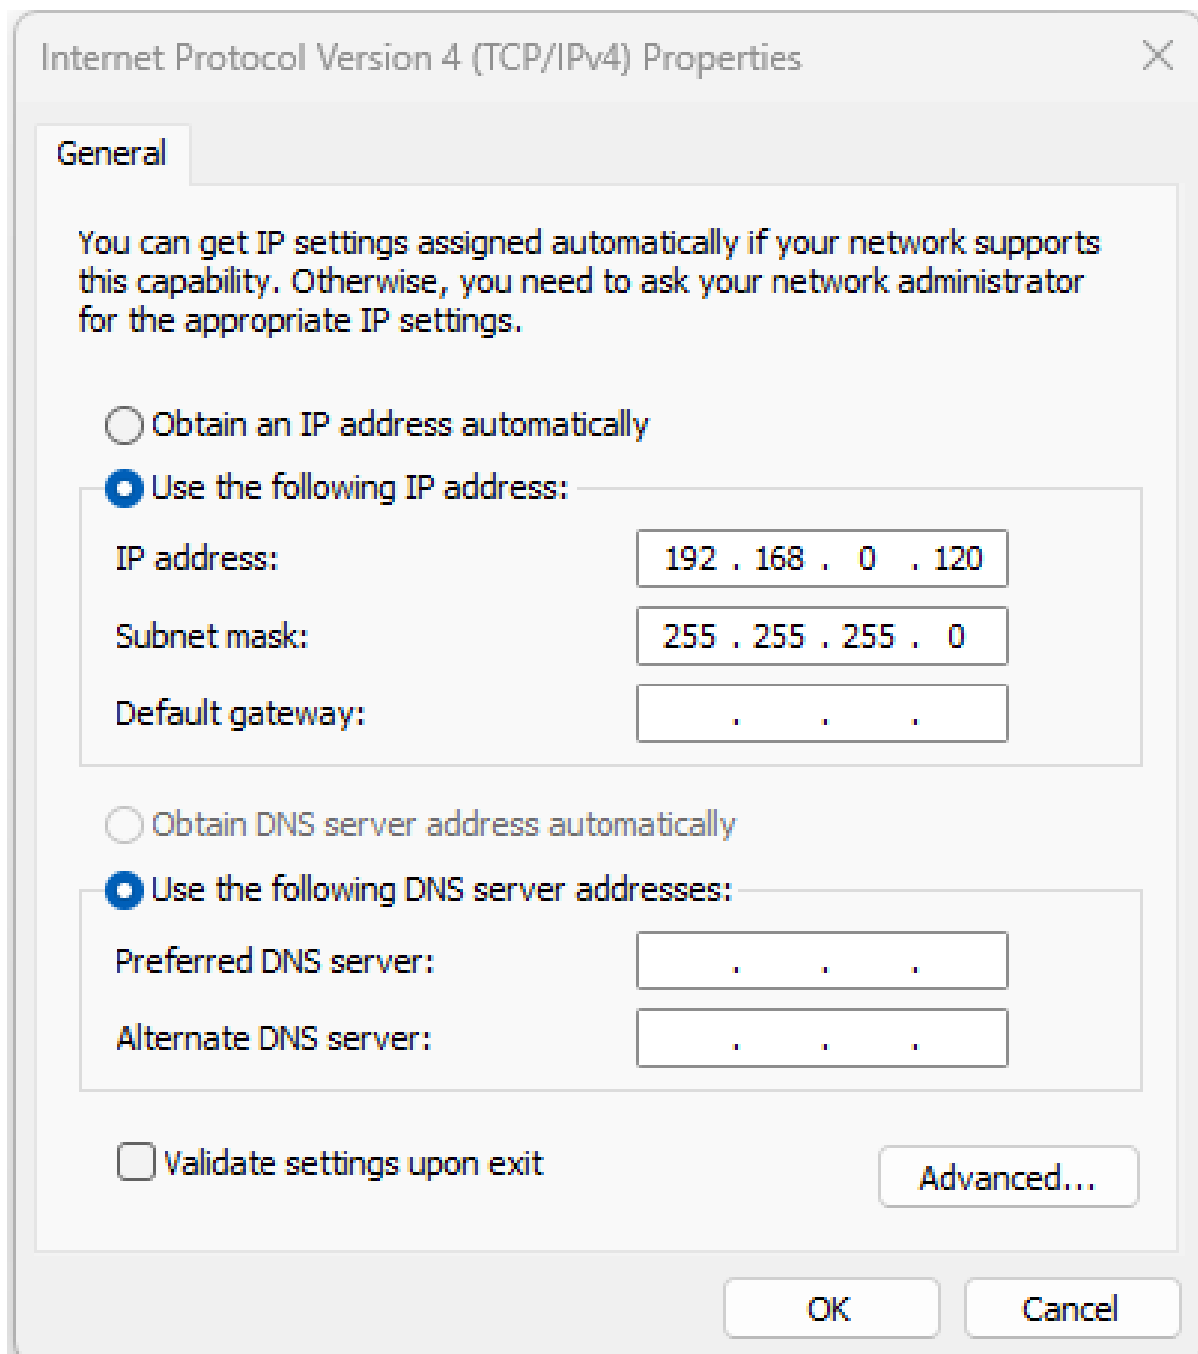 Internet Protocol Version 4 (TCP/IPv4) Properties
General
You can get IP settings assigned automatically if your network supports
this capability. Otherwise, you need to ask your network administrator
for the appropriate IP settings.
Obtain an IP address automatically
Use the following IP address:
IP address: 192 . 168 . 0 . 120
Subnet mask: 255 . 255 . 255 . 0
Default gateway: . . .
Obtain DNS server address automatically
Use the following DNS server addresses:
Preferred DNS server: . . .
Alternate DNS server: . . .
Validate settings upon exit
Advanced...
OK Cancel